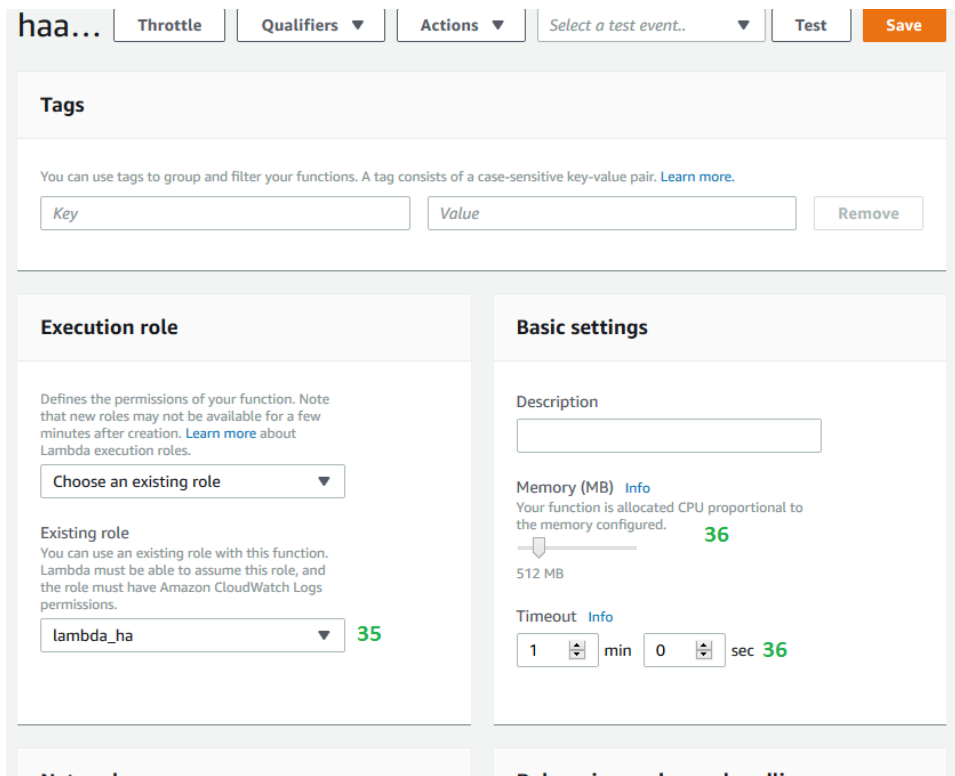 haa... Throttle Qualifiers Actions Select a test event.. Test Save
Tags
You can use tags to group and filter your functions. A tag consists of a case-sensitive key-value pair. Learn more.
Key Value Remove
Execution role
Defines the permissions of your function. Note
that new roles may not be available for a few
minutes after creation. Learn more about
Lambda execution roles.
Choose an existing role
Existing role
You can use an existing role with this function.
Lambda must be able to assume this role, and
the role must have Amazon CloudWatch Logs
permissions.
lambda_ha 35
Basic settings
Description
Memory (MB) Info
Your function is allocated CPU proportional to
the memory configured. 36
512 MB
Timeout Info
1 min 0 sec 36